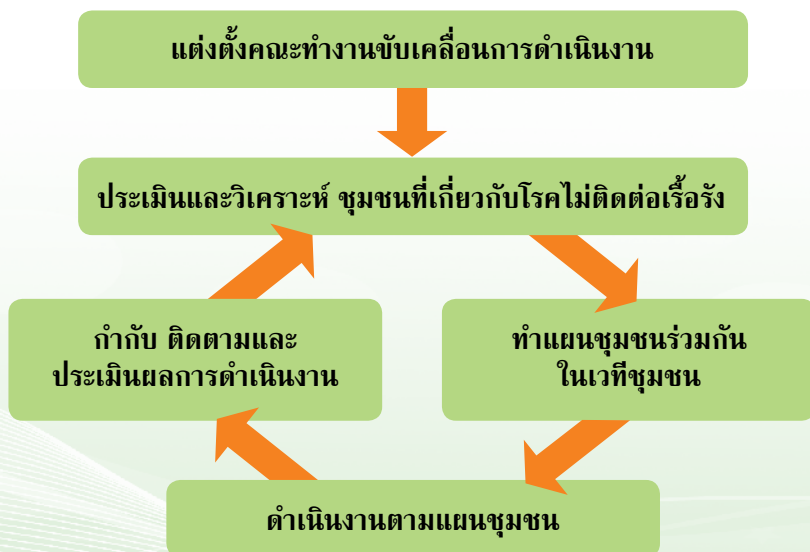 แต่งตั้งคณะทำงานขับเคลื่อนการดำเนินงาน
ประเมินและวิเคราะห์ ชุมชนที่เกี่ยวกับโรคไม่ติดต่อเรื้อรัง
กำกับ ติดตามและ
ประเมินผลการดำเนินงาน
ทำแผนชุมชนร่วมกัน
ในเวทีชุมชน
ดำเนินงานตามแผนชุมชน